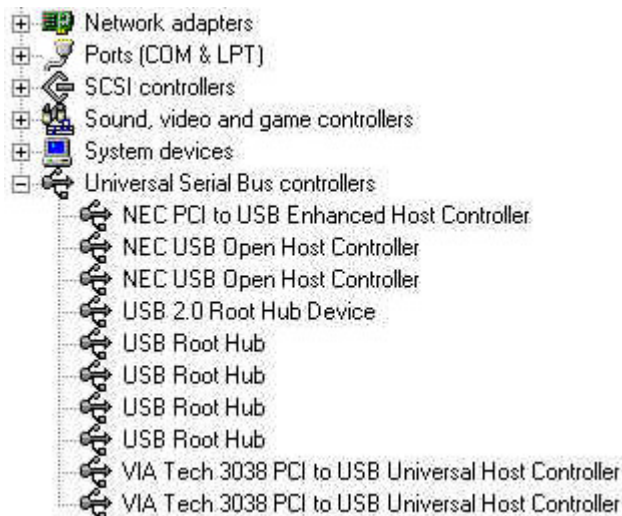 Network adapters
Ports (COM & LPT)
SCSI controllers
Sound, video and game controllers
System devices
Universal Serial Bus controllers
NEC PCI to USB Enhanced Host Controller
NEC USB Open Host Controller
NEC USB Open Host Controller
USB 2.0 Root Hub Device
USB Root Hub
USB Root Hub
USB Root Hub
USB Root Hub
VIA Tech 3038 PCI to USB Universal Host Controller
VIA Tech 3038 PCI to USB Universal Host Controller